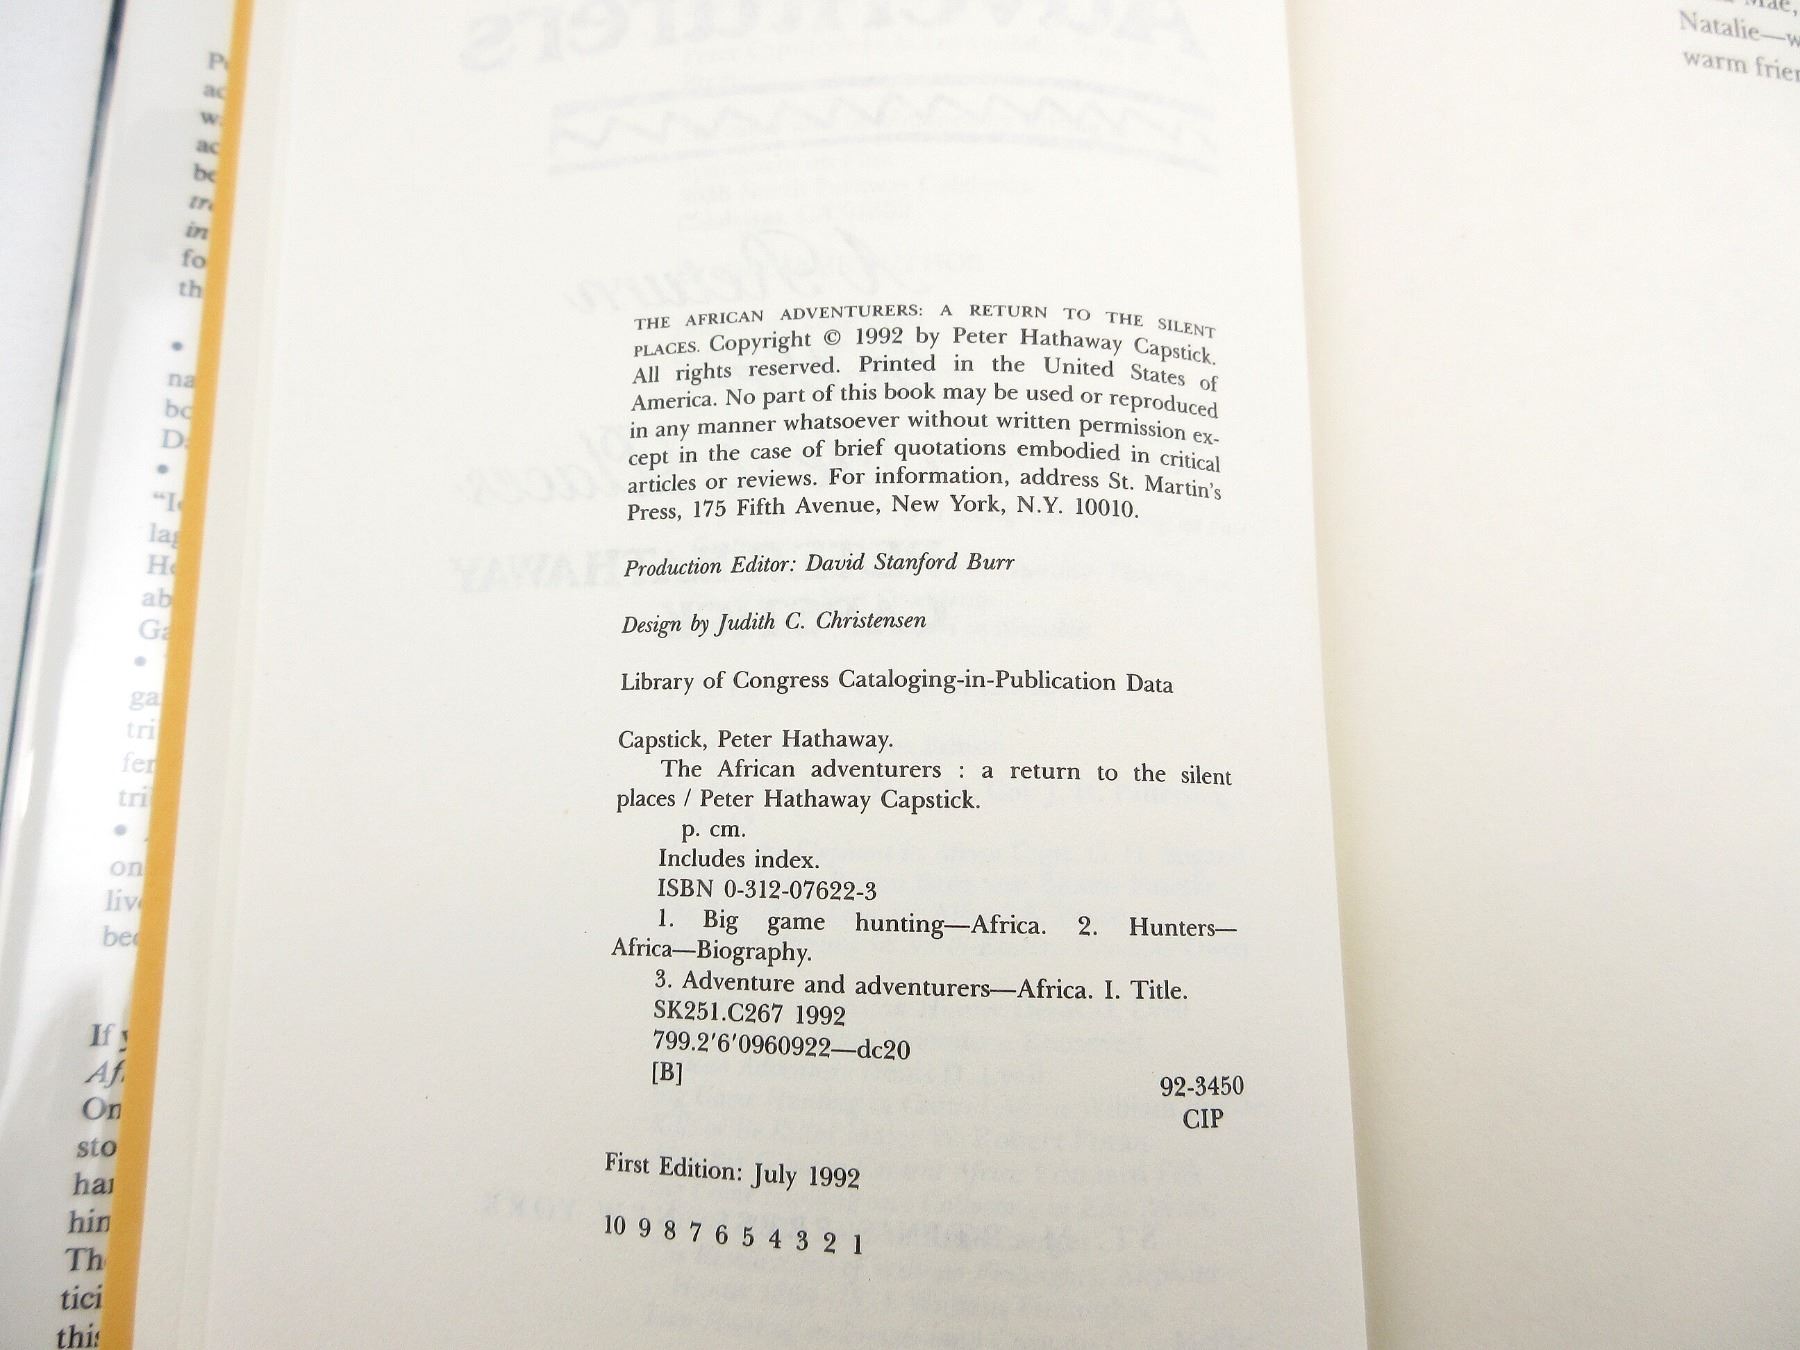 THE AFRICAN ADVENTURERS: A RETURN TO THE SILENT
PLACES. Copyright © 1992 by Peter Hathaway Capstick.
All rights reserved. Printed in the United States of
America. No part of this book may be used or reproduced
in any manner whatsoever without written permission ex-
cept in the case of brief quotations embodied in critical
articles or reviews. For information, address St. Martin's
Press, 175 Fifth Avenue, New York, N.Y. 10010.
Production Editor: David Stanford Burr
Design by Judith C. Christensen
Library of Congress Cataloging-in-Publication Data
Capstick, Peter Hathaway.
The African adventurers : a return to the silent
places / Peter Hathaway Capstick.
p. cm.
Includes index.
ISBN 0-312-07622-3
1. Big game hunting—Africa. 2. Hunters—
Africa—Biography.
3. Adventure and adventurers—Africa. I. Title.
SK251.C267 1992
799.2'6'0960922—dc20
[B]
92-3450
CIP
First Edition: July 1992
10 9 8 7 6 5 4 3 2 1
Mae,
Natalie—w
warm frien